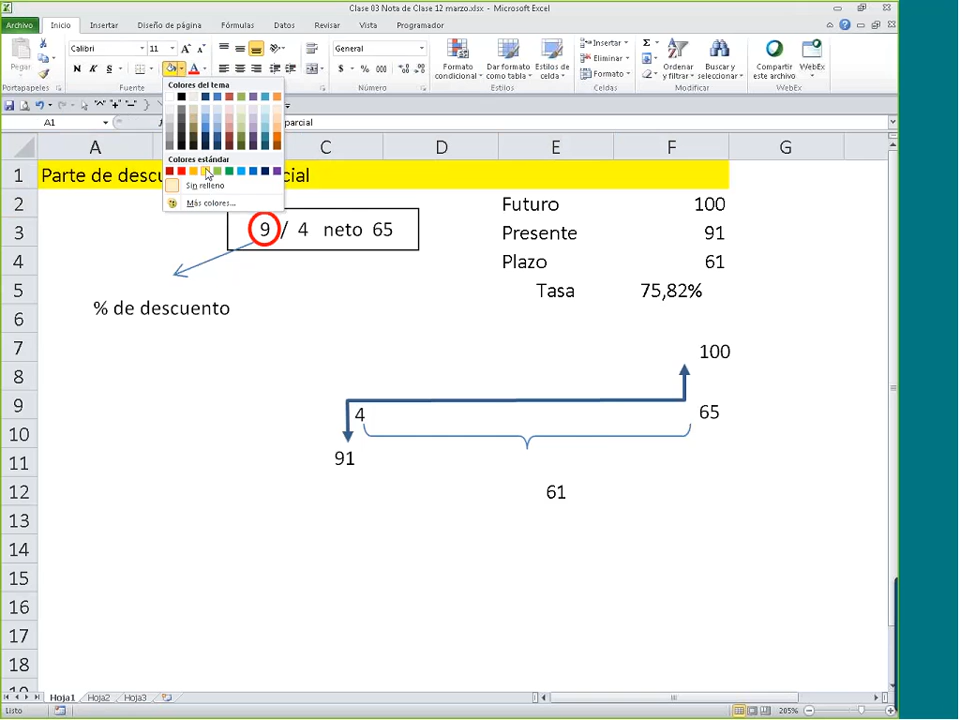 Clase 03 Nota de Clase 12 marzo.xlsx - Microsoft Excel
Archivo Inicio Insertar Diseño de página Fórmulas Datos Revisar Vista Programador
Calibri 11 General
Pegar
N K S
$ % 000
Formato condicional
Dar formato como tabla
Estilos de celda
Insertar
Eliminar
Formato
Ordenar y filtrar
Buscar y seleccionar
Compartir este archivo
WebEx
Portapapeles Fuente Número Estilos Celdas Modificar WebEx
Colores del tema
Colores estándar
Sin relleno
Más colores...
A1 parcial
A C D E F G
1 Parte de descu cial
2 Futuro 100
3 9 / 4 neto 65 Presente 91
4 Plazo 61
5 Tasa 75,82%
6 % de descuento
7 100
8
9 4 65
10
11 91
12 61
13
14
15
16
17
18
Hoja1 Hoja2 Hoja3
Listo 205%